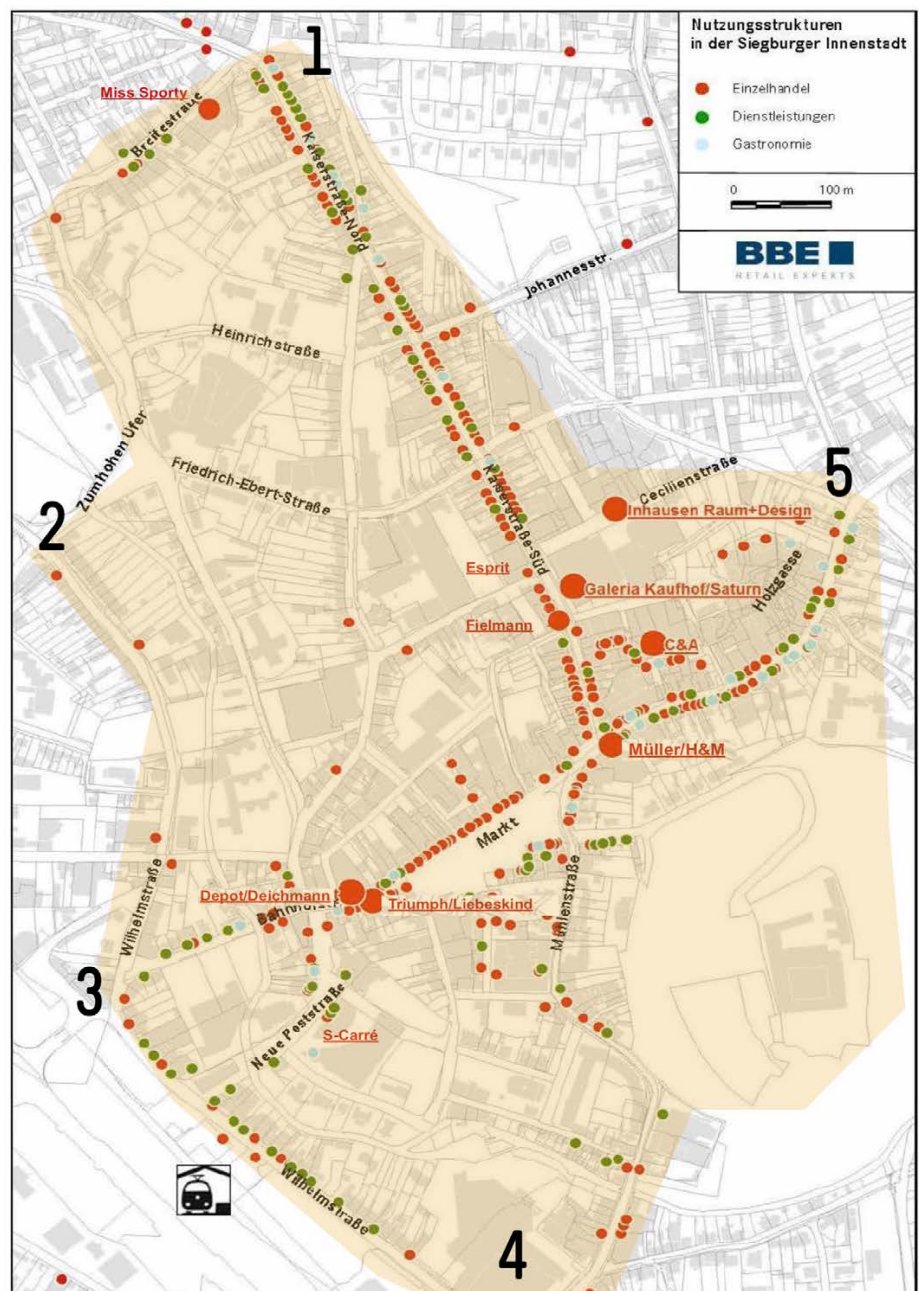 Nutzungsstrukturen
in der Siegburger Innenstadt
Einzelhandel
Dienstleistungen
Gastronomie
0 100 m
BBE
RETAIL EXPERTS
1
Miss Sporty
Breitestraße
Kaiserstraße-Nord
Johannesstr.
Heinrichstraße
Zumhohen Ufer
Friedrich-Ebert-Straße
2
Kaiserstraße-Süd
Cecilienstraße
5
Inhausen Raum+Design
Esprit
Galeria Kaufhof/Saturn
Holzgasse
Fielmann
C&A
Müller/H&M
Markt
Mühlenstraße
Wilhelmstraße
Depot/Deichmann
Triumph/Liebeskind
3
Neue Poststraße
S-Carré
Wilhelmstraße
4